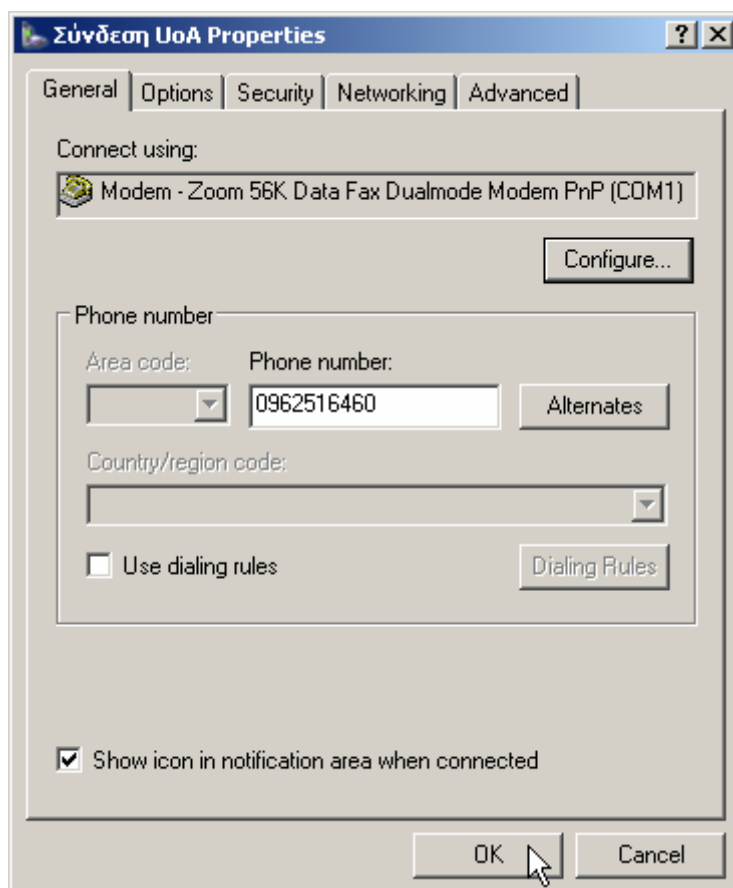 Σύνδεση UoA Properties
General Options Security Networking Advanced
Connect using:
Modem - Zoom 56K Data Fax Dualmode Modem PnP (COM1)
Configure...
Phone number
Area code: Phone number:
0962516460 Alternates
Country/region code:
Use dialing rules Dialing Rules
Show icon in notification area when connected
OK Cancel